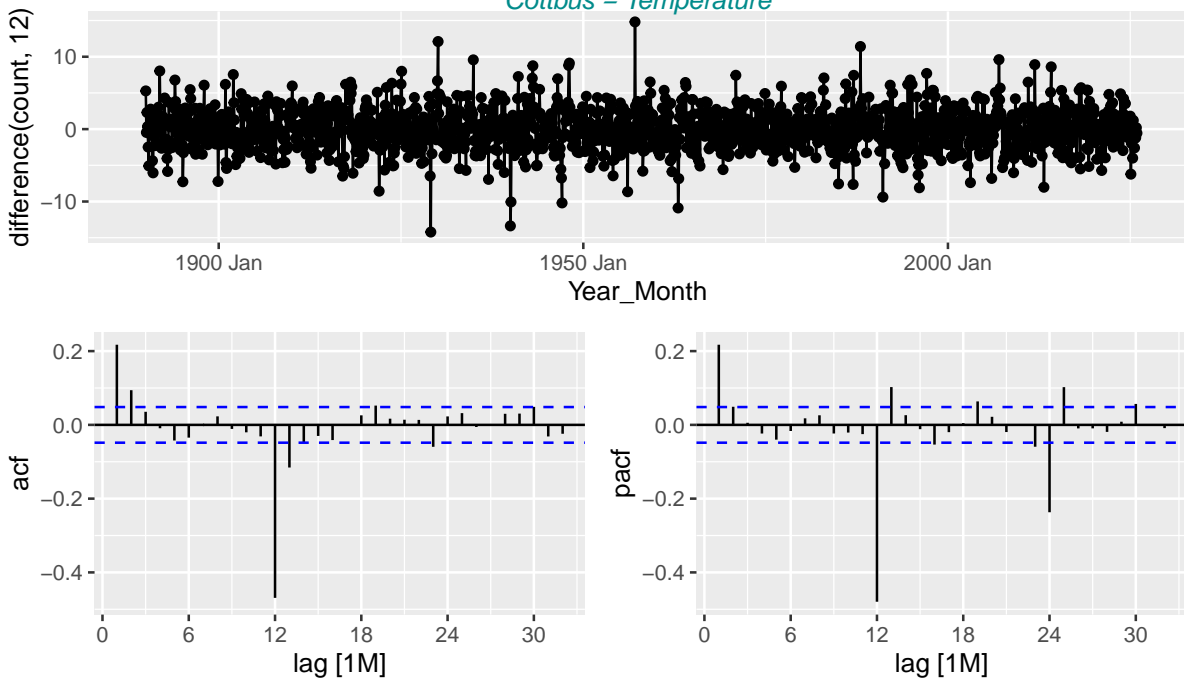 Cottbus – Temperature
difference(count, 12)
10
0
−10
1900 Jan
1950 Jan
2000 Jan
Year_Month
acf
0.2
0.0
−0.2
−0.4
0
6
12
18
24
30
lag [1M]
pacf
0.2
0.0
−0.2
−0.4
0
6
12
18
24
30
lag [1M]